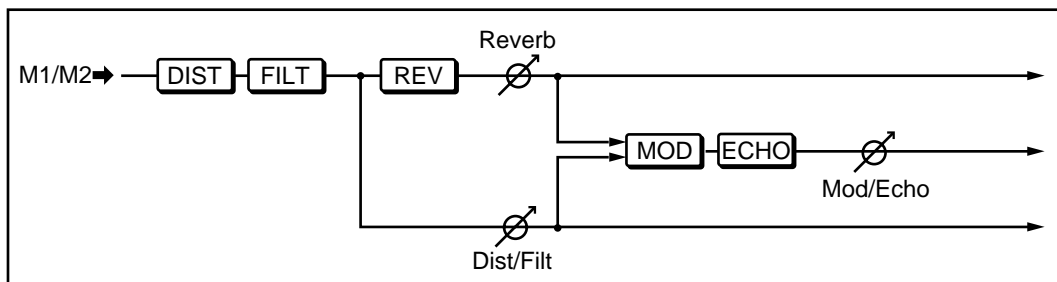 Reverb
M1/M2 DIST FILT REV
MOD ECHO
Mod/Echo
Dist/Filt